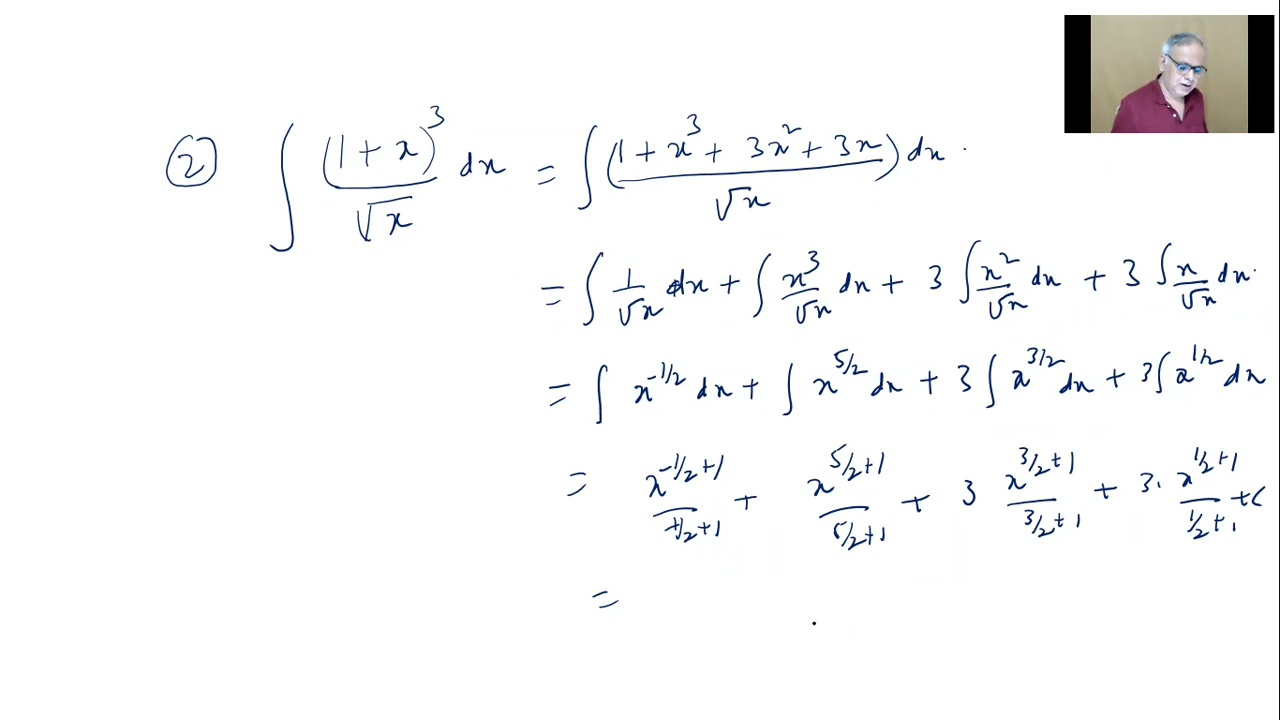 ② ∫ (1+x)³/√x dx = ∫ (1+x³+3x²+3x)/√x dx .
= ∫ 1/√x dx + ∫ x³/√x dx + 3 ∫ x²/√x dx + 3 ∫ x/√x dx .
= ∫ x^(-1/2) dx + ∫ x^(5/2) dx + 3 ∫ x^(3/2) dx + 3 ∫ x^(1/2) dx
= x^(-1/2+1)/(-1/2+1) + x^(5/2+1)/(5/2+1) + 3 x^(3/2+1)/(3/2+1) + 3. x^(1/2+1)/(1/2+1) + c
=